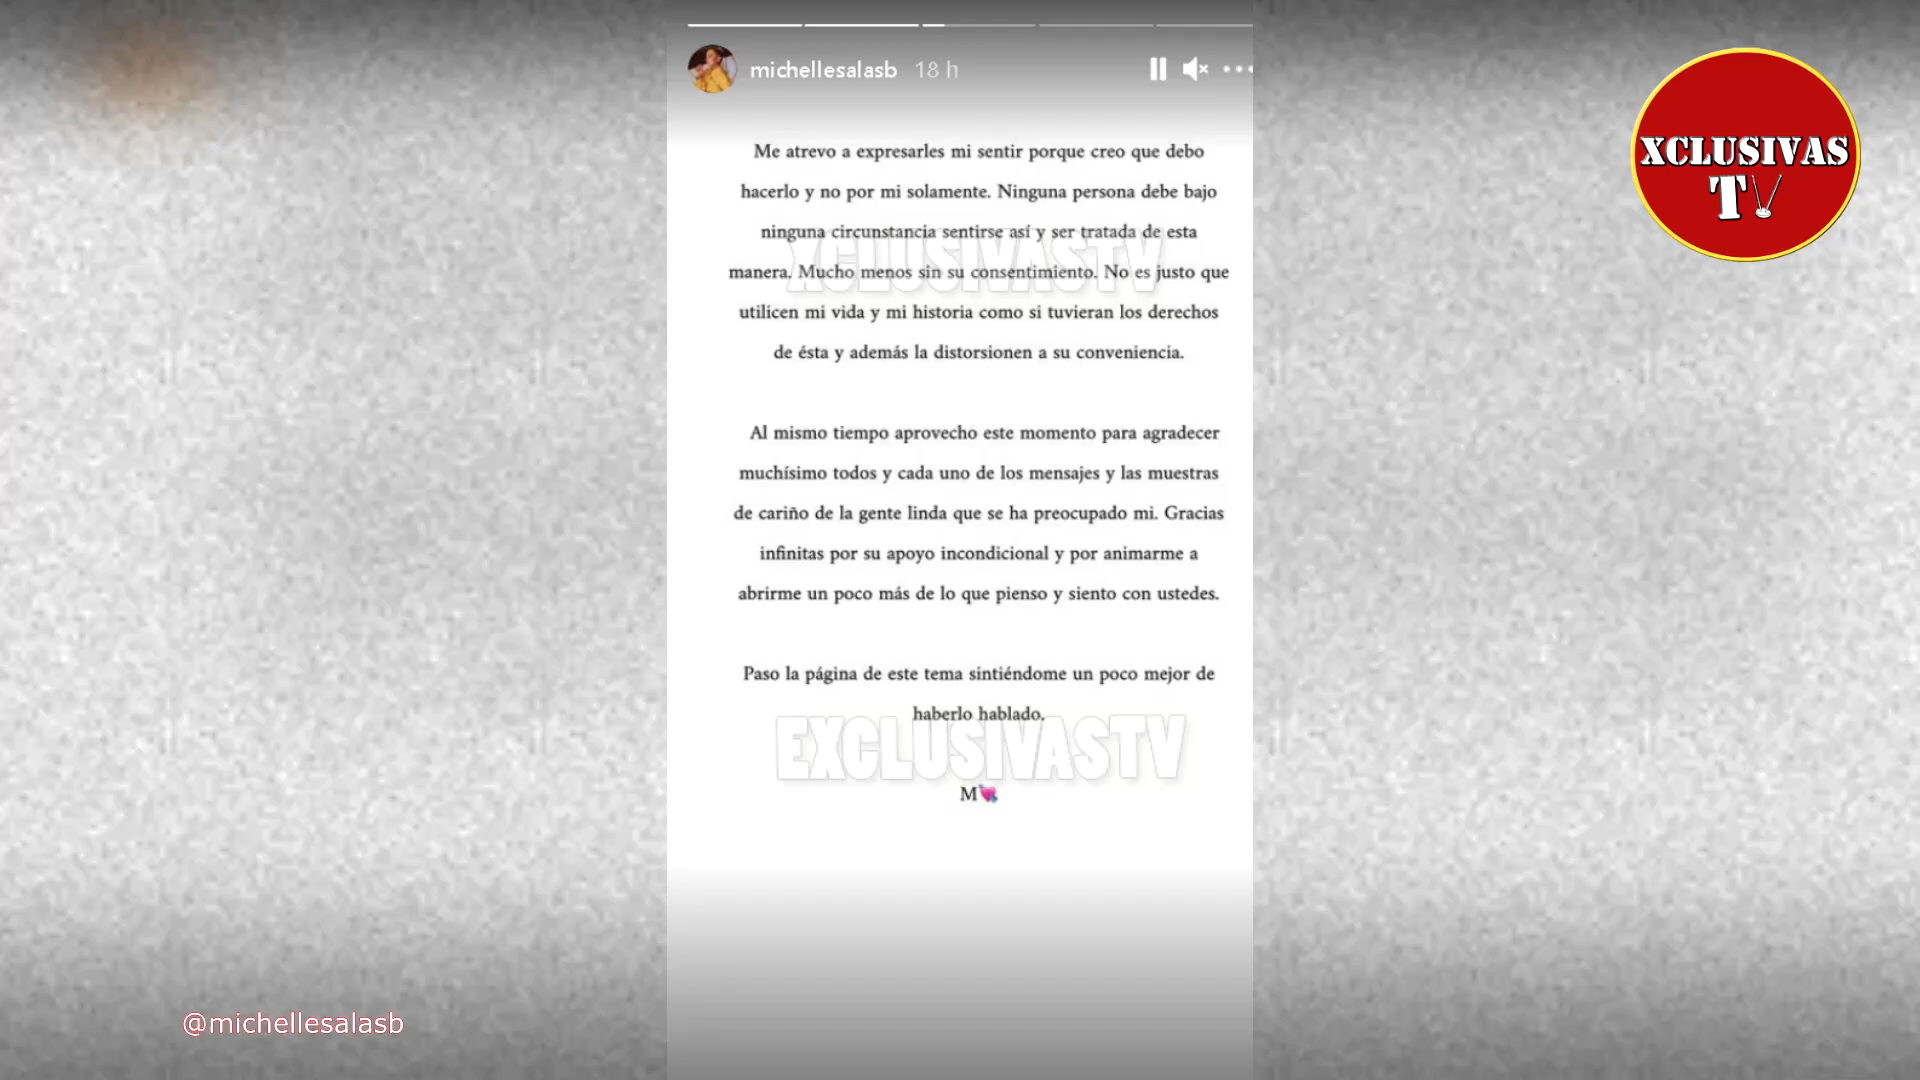 michellesalasb 18 h
XCLUSIVAS
TV
Me atrevo a expresarles mi sentir porque creo que debo
hacerlo y no por mi solamente. Ninguna persona debe bajo
ninguna circunstancia sentirse así y ser tratada de esta
manera. Mucho menos sin su consentimiento. No es justo que
utilicen mi vida y mi historia como si tuvieran los derechos
de ésta y además la distorsionen a su conveniencia.
XCLUSIVASTV
Al mismo tiempo aprovecho este momento para agradecer
muchísimo todos y cada uno de los mensajes y las muestras
de cariño de la gente linda que se ha preocupado mi. Gracias
infinitas por su apoyo incondicional y por animarme a
abrirme un poco más de lo que pienso y siento con ustedes.
Paso la página de este tema sintiéndome un poco mejor de
haberlo hablado.
EXCLUSIVASTV
M💘
@michellesalasb